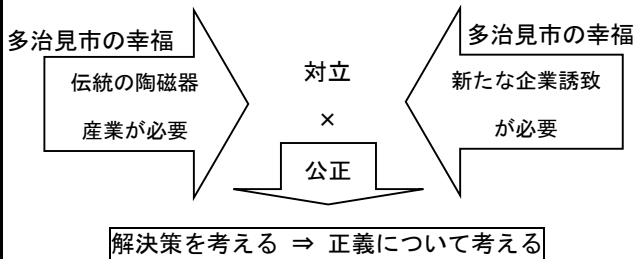 多治見市の幸福
伝統の陶磁器
産業が必要
対立
×
公正
多治見市の幸福
新たな企業誘致
が必要
解決策を考える ⇒ 正義について考える